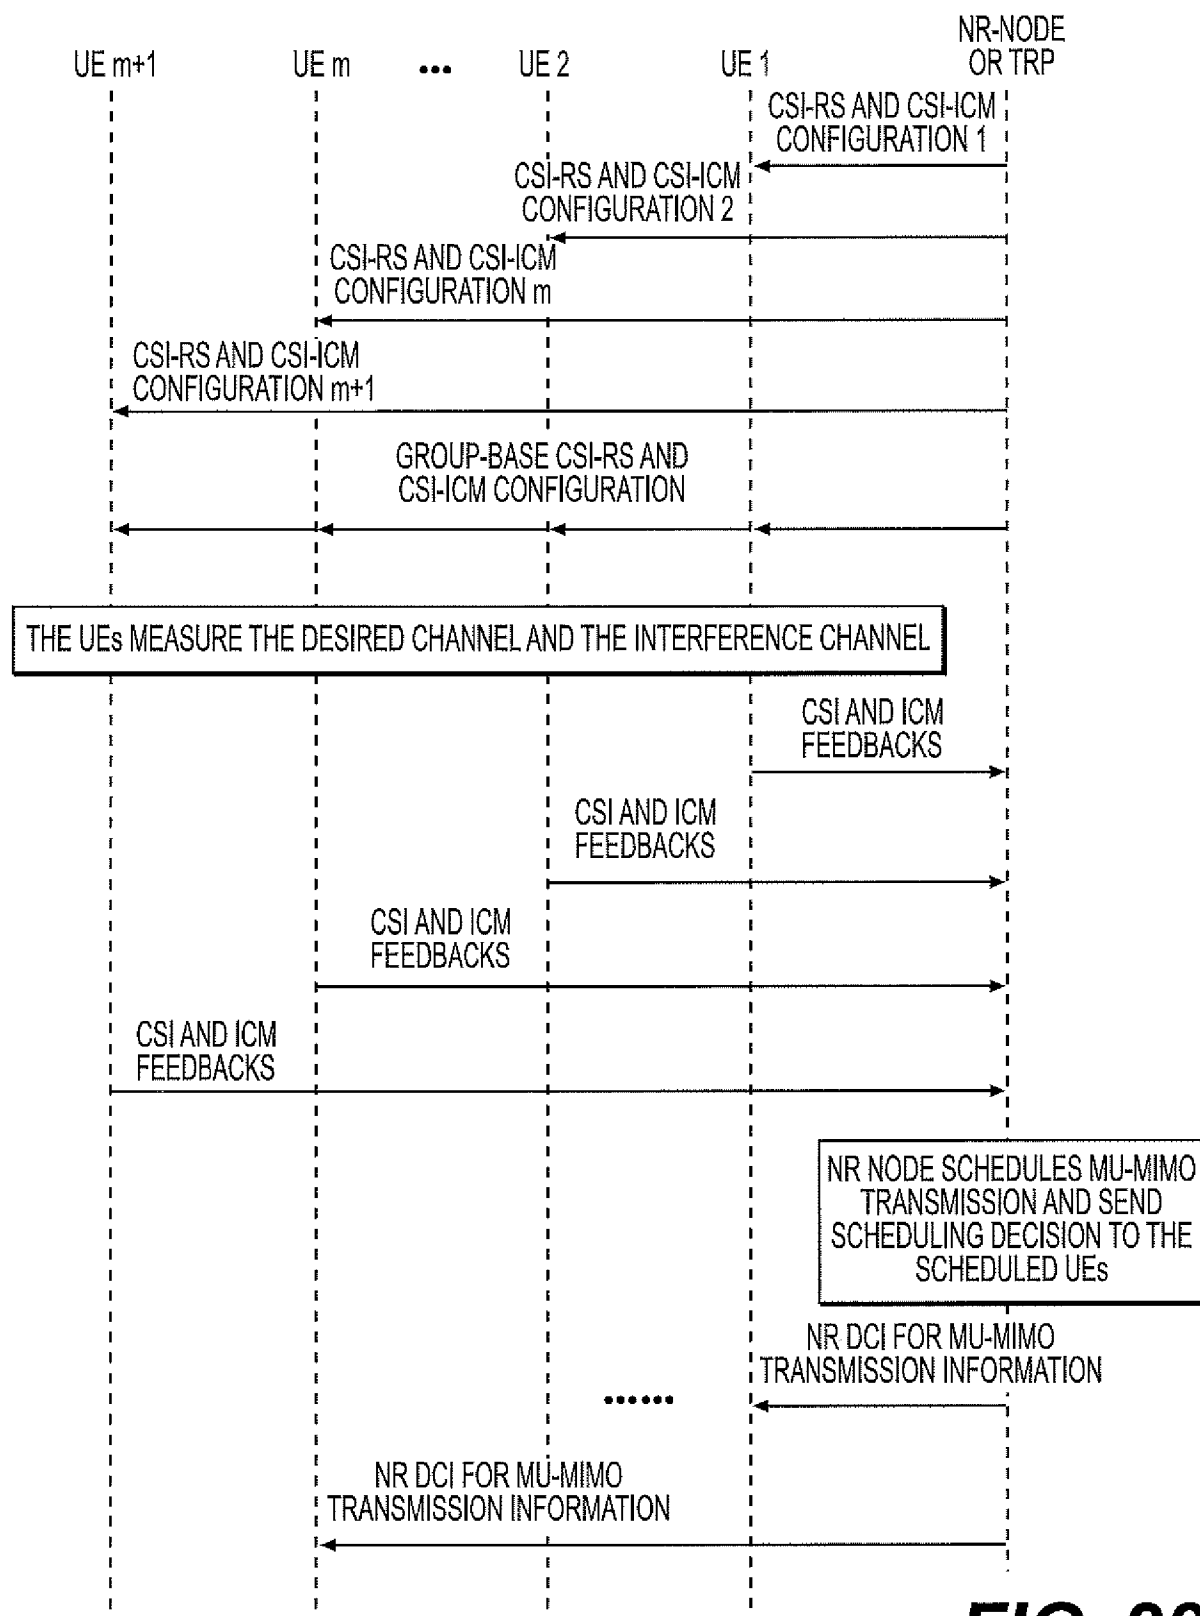 UE m+1
UE m
•••
UE 2
UE 1
NR-NODE
OR TRP
CSI-RS AND CSI-ICM
CONFIGURATION 1
CSI-RS AND CSI-ICM
CONFIGURATION 2
CSI-RS AND CSI-ICM
CONFIGURATION m
CSI-RS AND CSI-ICM
CONFIGURATION m+1
GROUP-BASE CSI-RS AND
CSI-ICM CONFIGURATION
THE UEs MEASURE THE DESIRED CHANNEL AND THE INTERFERENCE CHANNEL
CSI AND ICM
FEEDBACKS
CSI AND ICM
FEEDBACKS
CSI AND ICM
FEEDBACKS
CSI AND ICM
FEEDBACKS
NR NODE SCHEDULES MU-MIMO
TRANSMISSION AND SEND
SCHEDULING DECISION TO THE
SCHEDULED UEs
NR DCI FOR MU-MIMO
TRANSMISSION INFORMATION
••••••
NR DCI FOR MU-MIMO
TRANSMISSION INFORMATION
FIG.